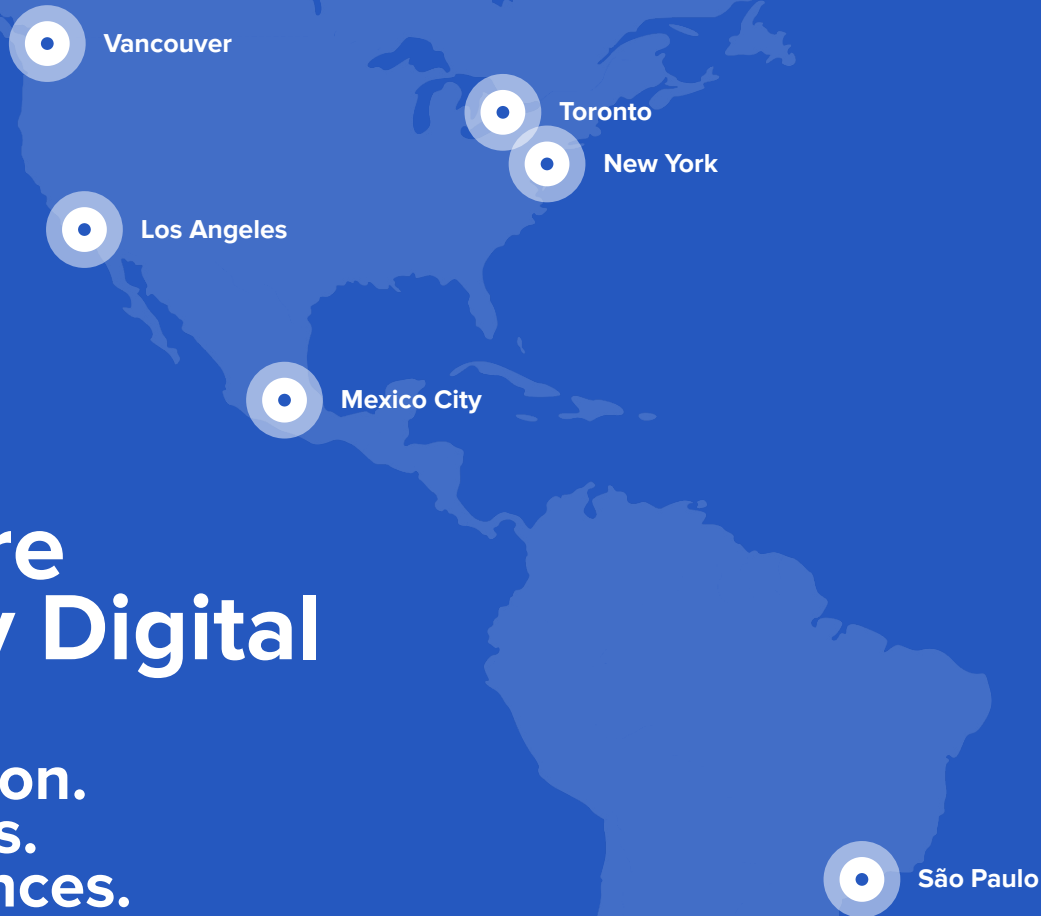 Vancouver
Toronto
New York
Los Angeles
Mexico City
re
y Digital
on.
s.
nces.
São Paulo